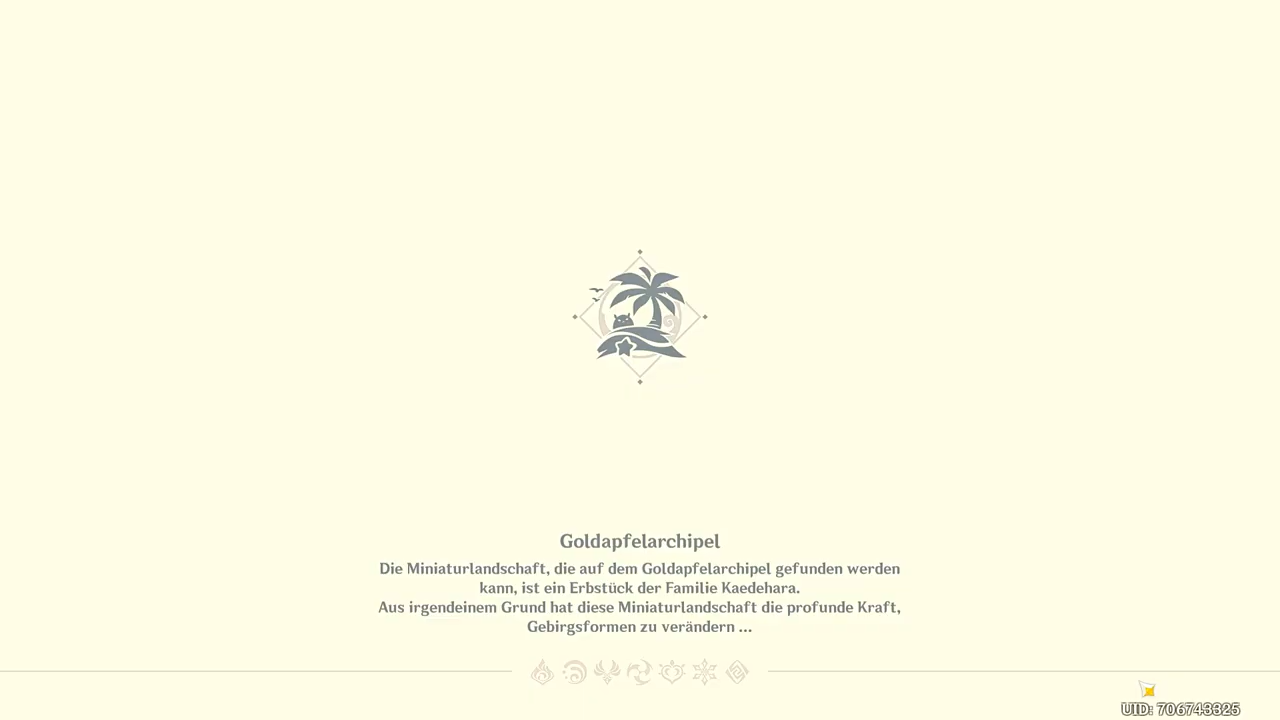 Goldapfelarchipel
Die Miniaturlandschaft, die auf dem Goldapfelarchipel gefunden werden
kann, ist ein Erbstück der Familie Kaedehara.
Aus irgendeinem Grund hat diese Miniaturlandschaft die profunde Kraft,
Gebirgsformen zu verändern ...
UID: 706743325